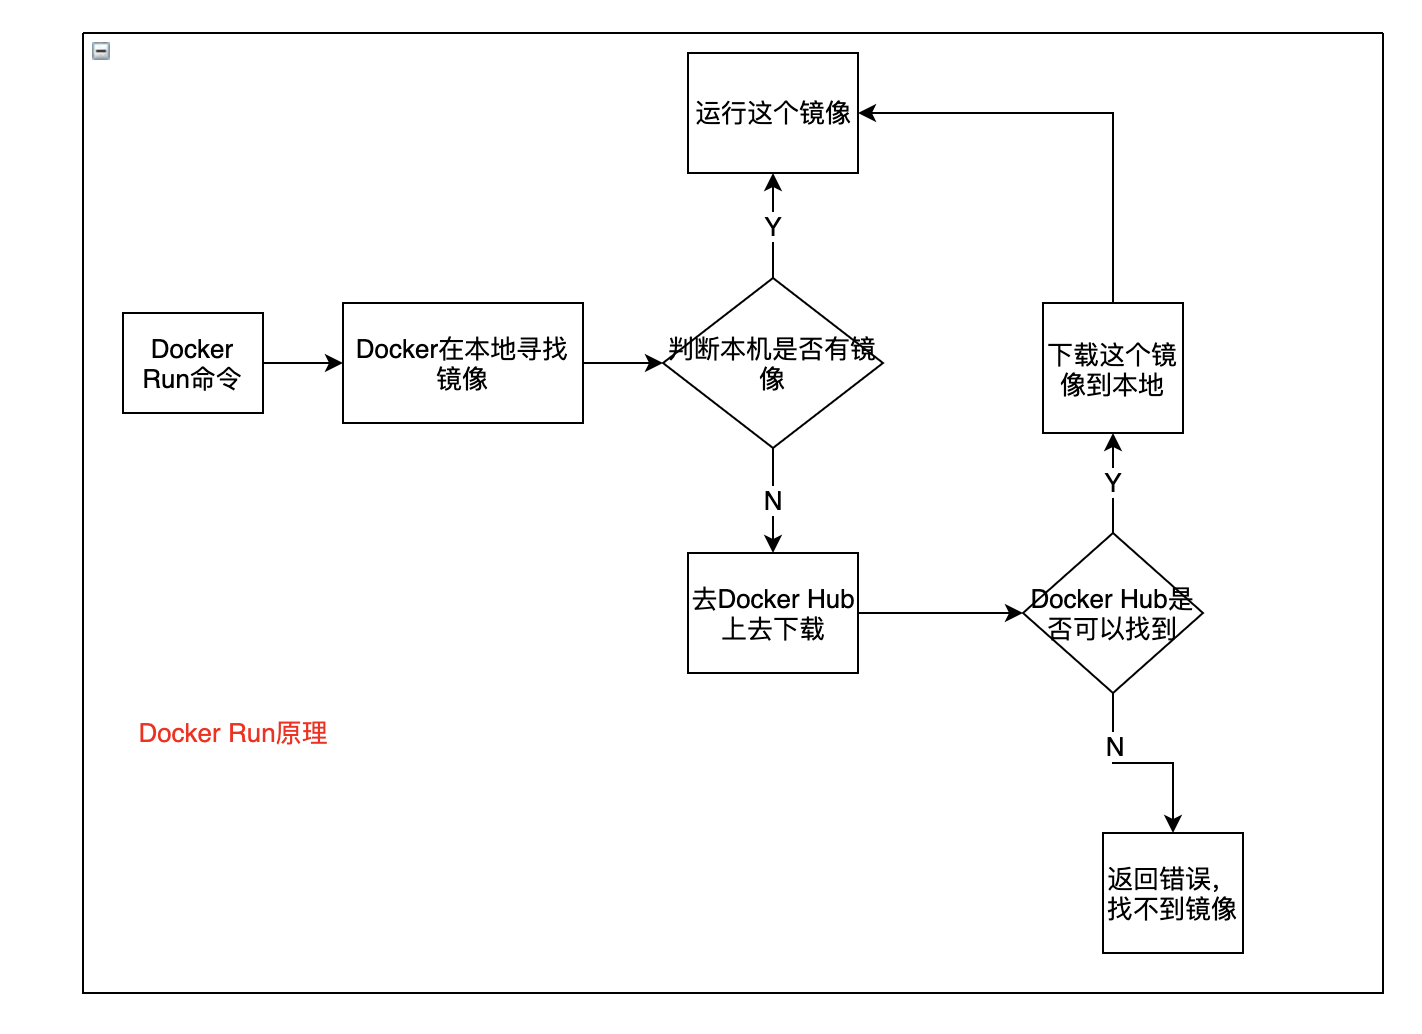 运行这个镜像
Y
Docker
Run命令
Docker在本地寻找
镜像
判断本机是否有镜
像
下载这个镜
像到本地
N
Y
去Docker Hub
上去下载
Docker Hub是
否可以找到
Docker Run原理
N
返回错误，
找不到镜像